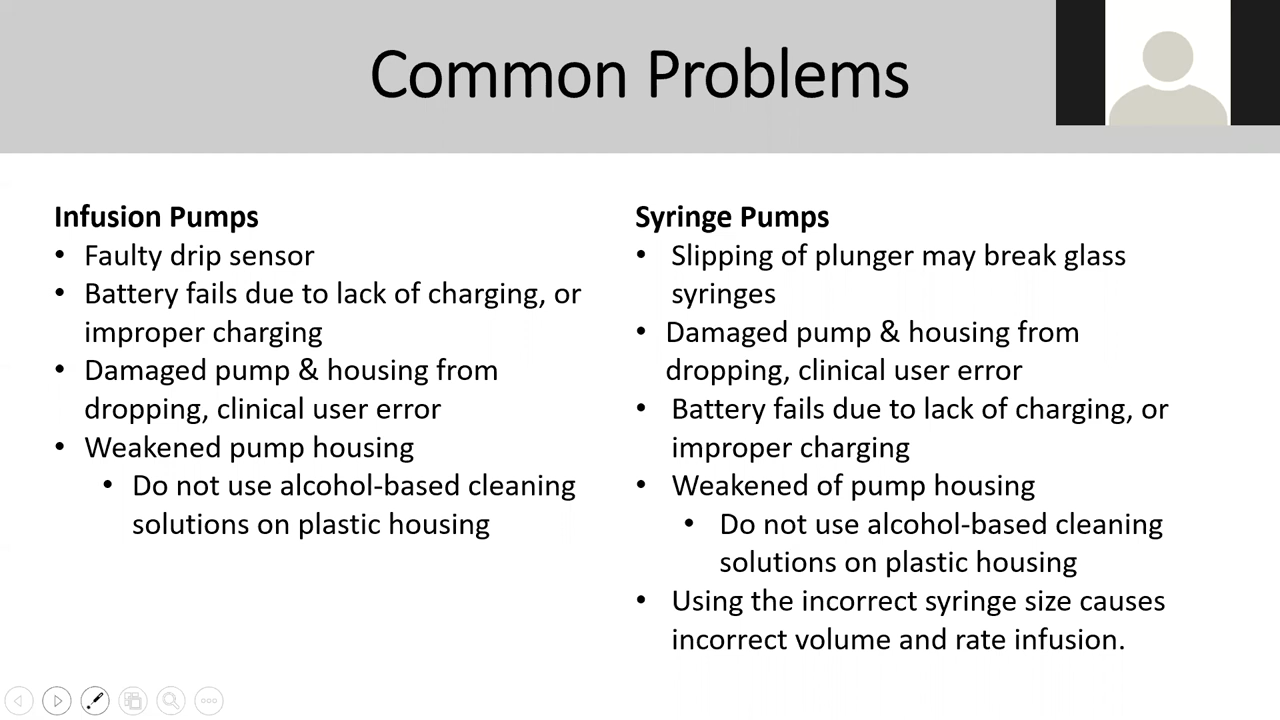 Common Problems
Infusion Pumps
• Faulty drip sensor
• Battery fails due to lack of charging, or
improper charging
• Damaged pump & housing from
dropping, clinical user error
• Weakened pump housing
• Do not use alcohol-based cleaning
solutions on plastic housing
Syringe Pumps
• Slipping of plunger may break glass
syringes
• Damaged pump & housing from
dropping, clinical user error
• Battery fails due to lack of charging, or
improper charging
• Weakened of pump housing
• Do not use alcohol-based cleaning
solutions on plastic housing
• Using the incorrect syringe size causes
incorrect volume and rate infusion.